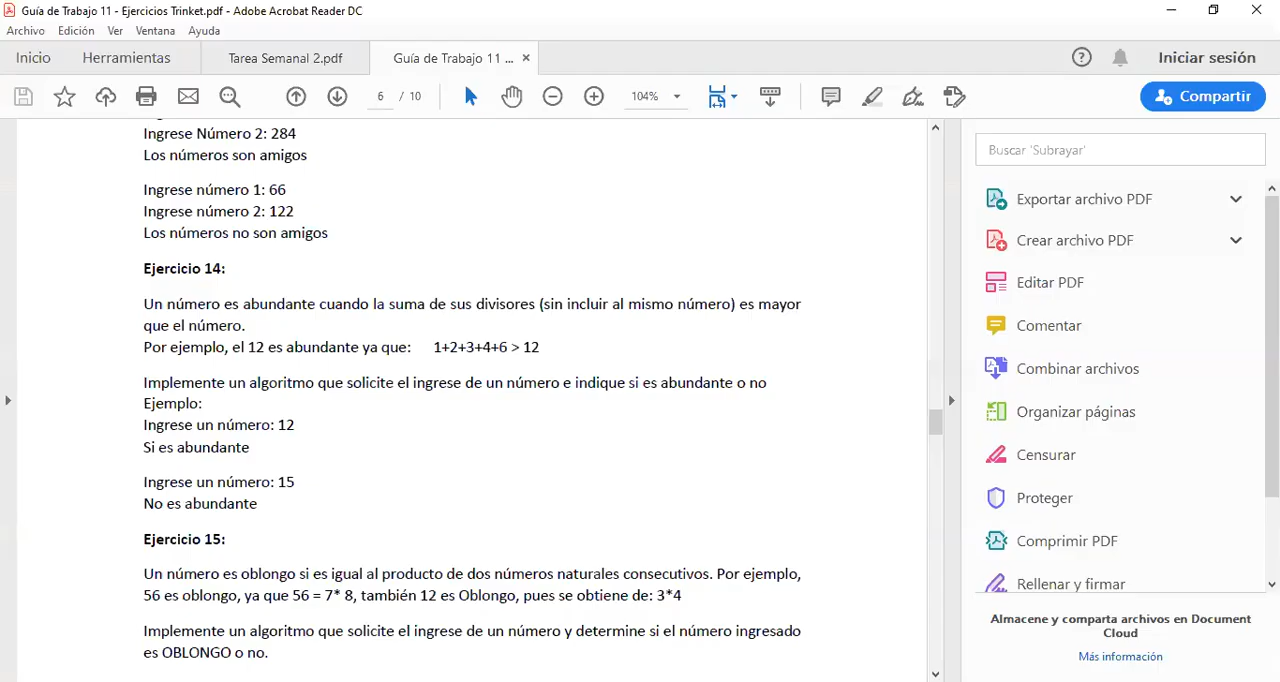 Guía de Trabajo 11 - Ejercicios Trinket.pdf - Adobe Acrobat Reader DC
Archivo Edición Ver Ventana Ayuda
Inicio Herramientas Tarea Semanal 2.pdf Guía de Trabajo 11 ... × Iniciar sesión
6 / 10 104% Compartir
Ingrese Número 2: 284
Los números son amigos
Ingrese número 1: 66
Ingrese número 2: 122
Los números no son amigos
Ejercicio 14:
Un número es abundante cuando la suma de sus divisores (sin incluir al mismo número) es mayor
que el número.
Por ejemplo, el 12 es abundante ya que: 1+2+3+4+6 > 12
Implemente un algoritmo que solicite el ingrese de un número e indique si es abundante o no
Ejemplo:
Ingrese un número: 12
Si es abundante
Ingrese un número: 15
No es abundante
Ejercicio 15:
Un número es oblongo si es igual al producto de dos números naturales consecutivos. Por ejemplo,
56 es oblongo, ya que 56 = 7* 8, también 12 es Oblongo, pues se obtiene de: 3*4
Implemente un algoritmo que solicite el ingrese de un número y determine si el número ingresado
es OBLONGO o no.
Buscar 'Subrayar'
Exportar archivo PDF
Crear archivo PDF
Editar PDF
Comentar
Combinar archivos
Organizar páginas
Censurar
Proteger
Comprimir PDF
Rellenar y firmar
Almacene y comparta archivos en Document
Cloud
Más información